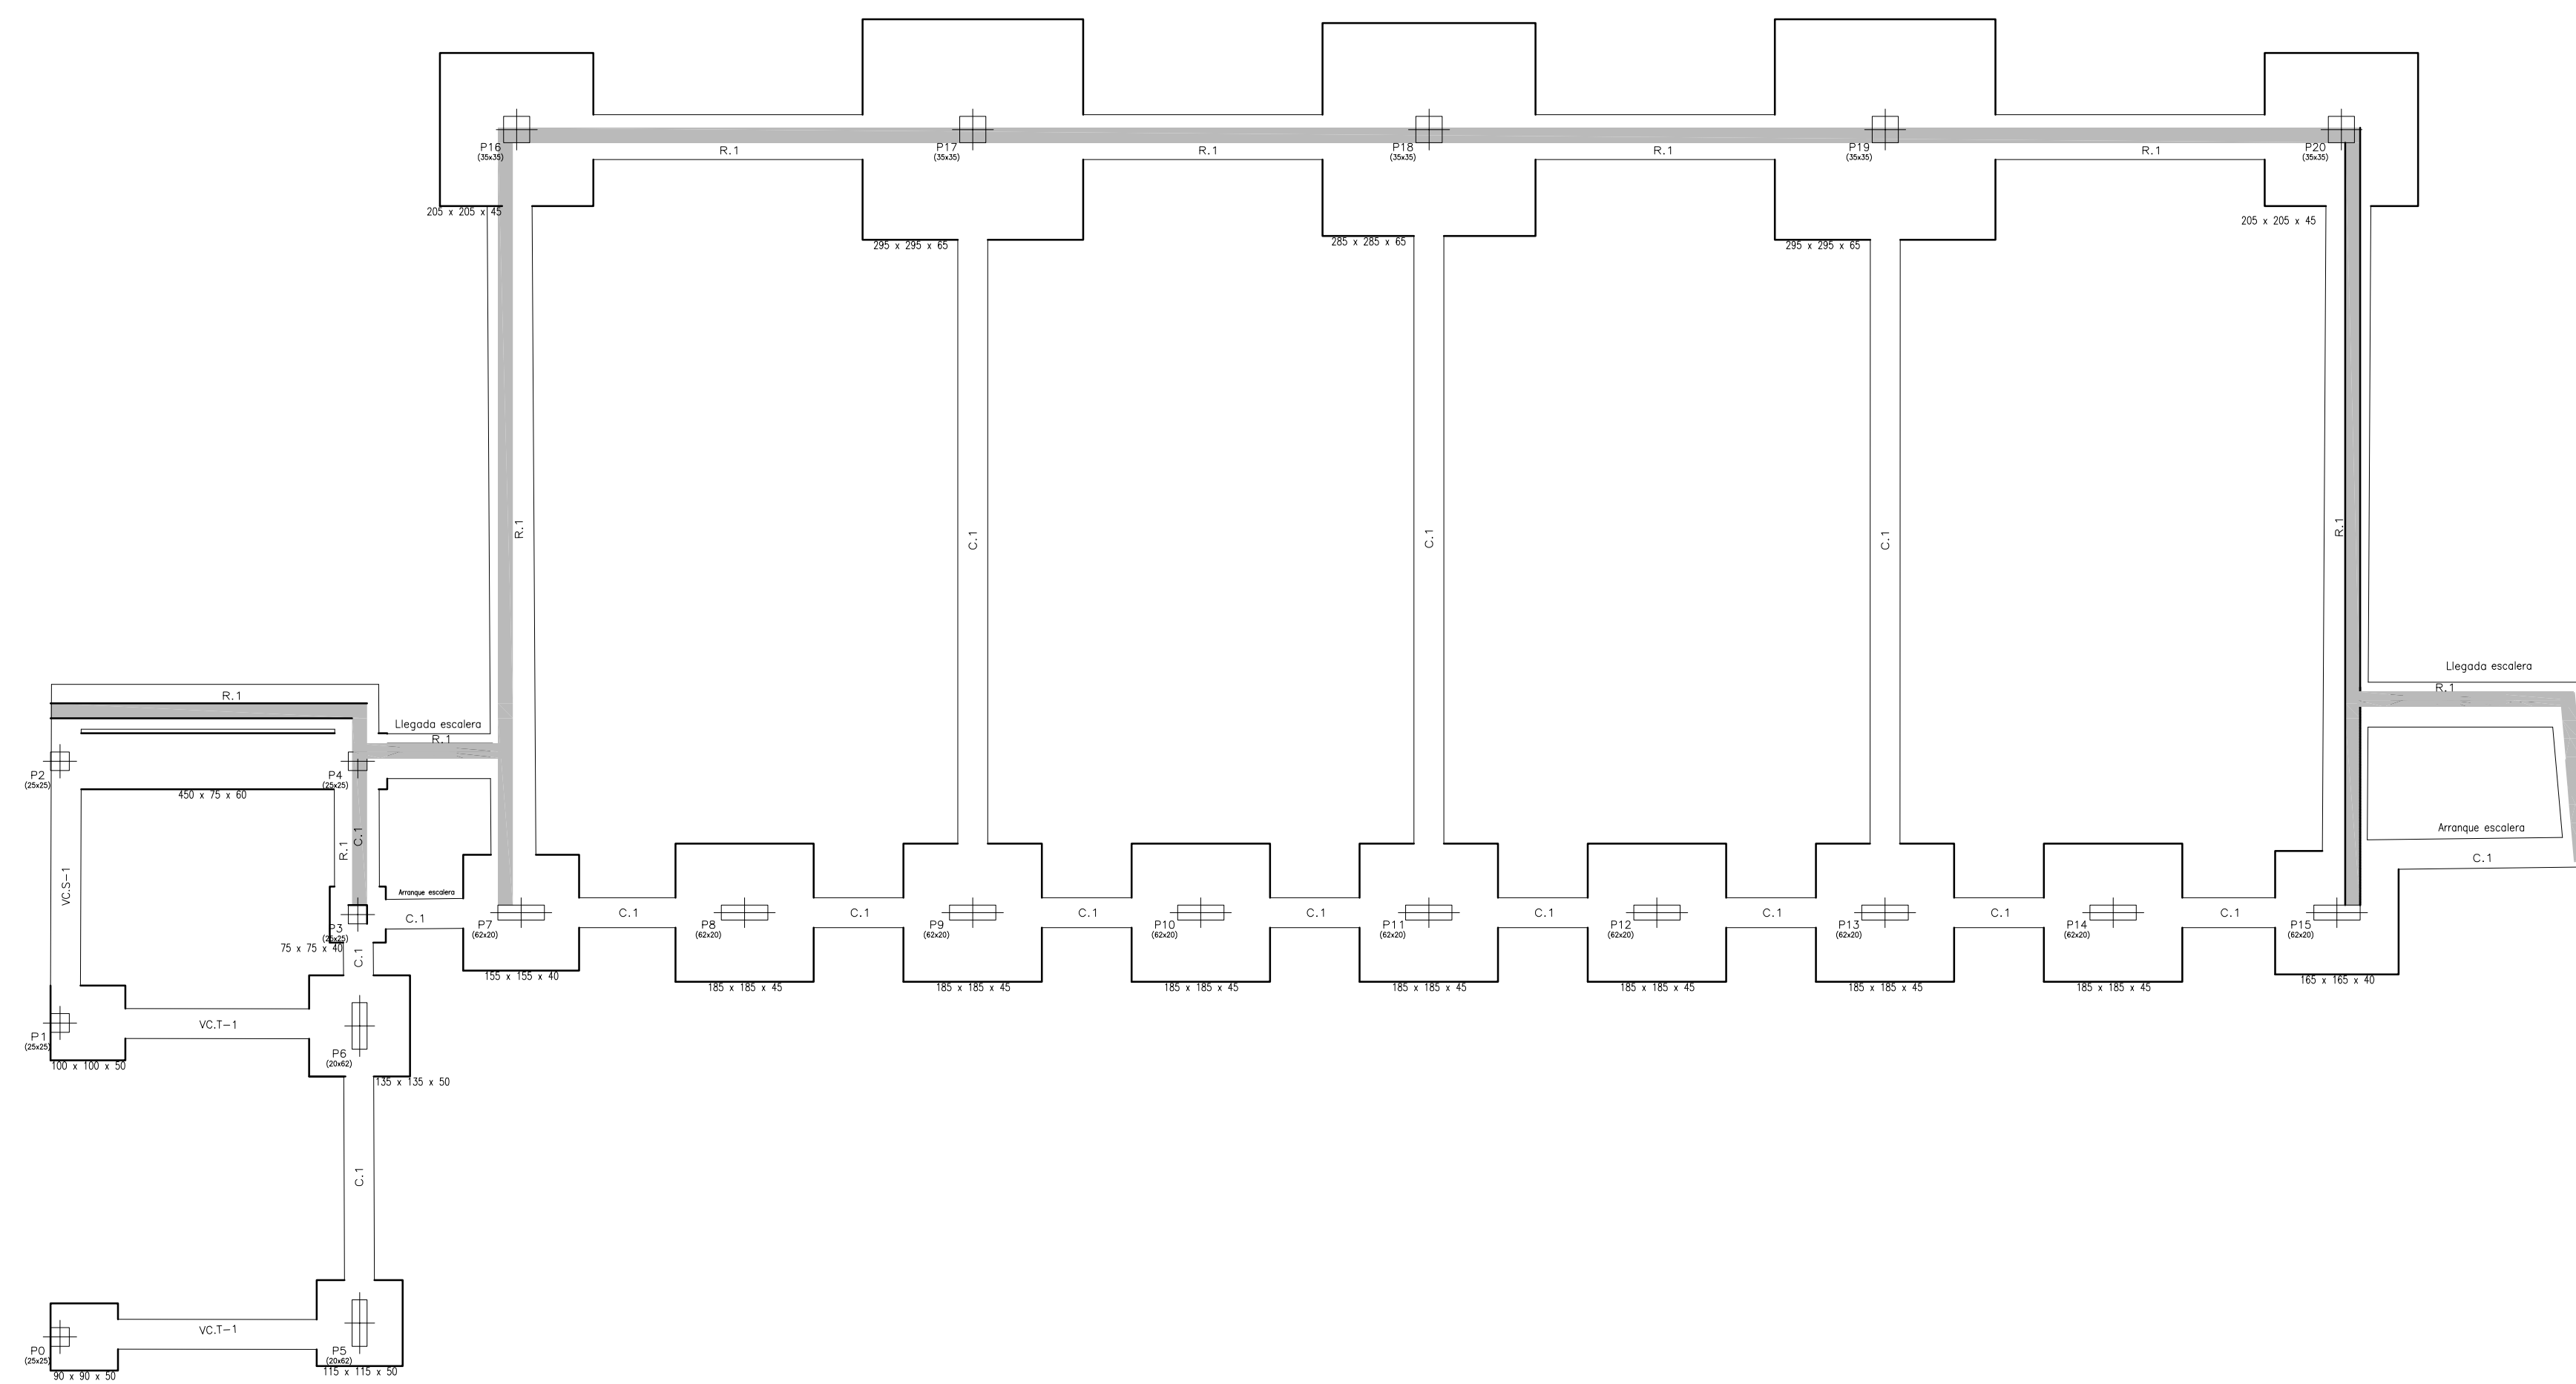 P16
(35x35)
R.1
P17
(35x35)
R.1
P18
(35x35)
R.1
P19
(35x35)
R.1
P20
(35x35)
205 x 205 x 45
295 x 295 x 65
285 x 285 x 65
295 x 295 x 65
205 x 205 x 45
R.1
C.1
C.1
C.1
R.1
Llegada escalera
R.1
R.1
Llegada escalera
R.1
P2
(25x25)
P4
(25x25)
450 x 75 x 60
R.1
C.1
VC.S-1
Arranque escalera
C.1
Arranque escalera
C.1
P3
(25x25)
75 x 75 x 40
C.1
P7
(62x20)
155 x 155 x 40
C.1
P8
(62x20)
185 x 185 x 45
C.1
P9
(62x20)
185 x 185 x 45
C.1
P10
(62x20)
185 x 185 x 45
C.1
P11
(62x20)
185 x 185 x 45
C.1
P12
(62x20)
185 x 185 x 45
C.1
P13
(62x20)
185 x 185 x 45
C.1
P14
(62x20)
185 x 185 x 45
C.1
P15
(62x20)
165 x 165 x 40
P1
(25x25)
100 x 100 x 50
VC.T-1
P6
(20x62)
135 x 135 x 50
C.1
P0
(25x25)
90 x 90 x 50
VC.T-1
P5
(20x62)
115 x 115 x 50